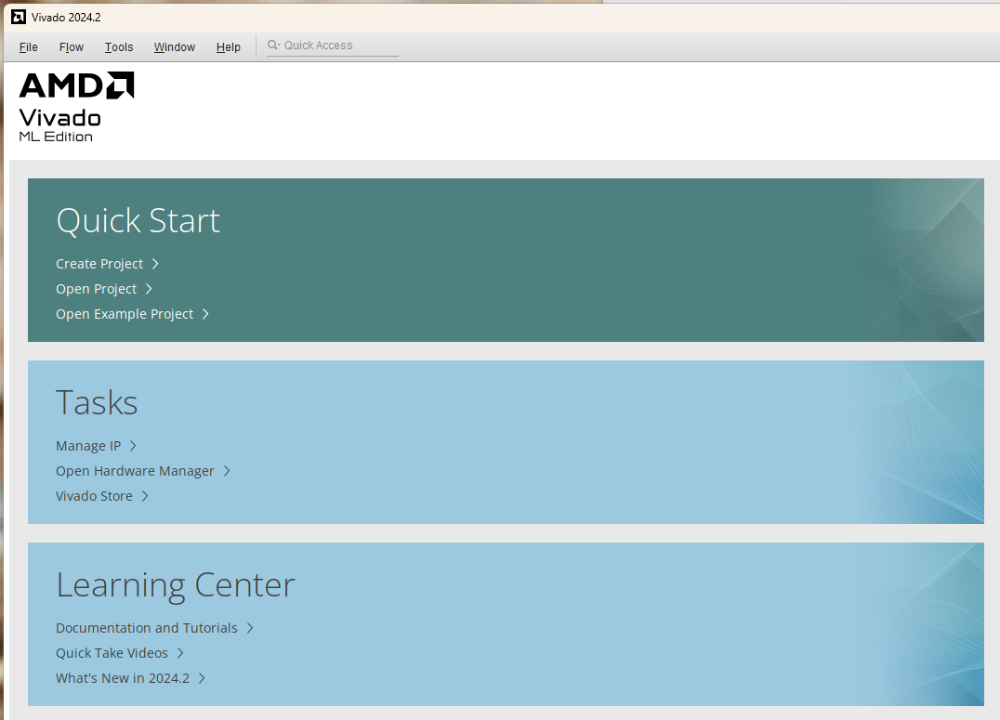 Vivado 2024.2
File Flow Tools Window Help Quick Access
AMD
Vivado
ML Edition
Quick Start
Create Project
Open Project
Open Example Project
Tasks
Manage IP
Open Hardware Manager
Vivado Store
Learning Center
Documentation and Tutorials
Quick Take Videos
What's New in 2024.2